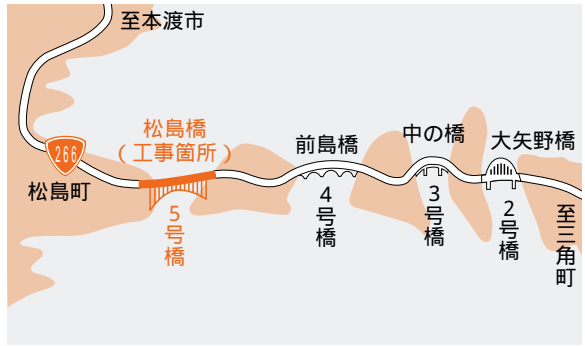 至本渡市
266
松島町
松島橋
(工事箇所)
5号橋
前島橋
4号橋
中の橋
3号橋
大矢野橋
2号橋
至三角町